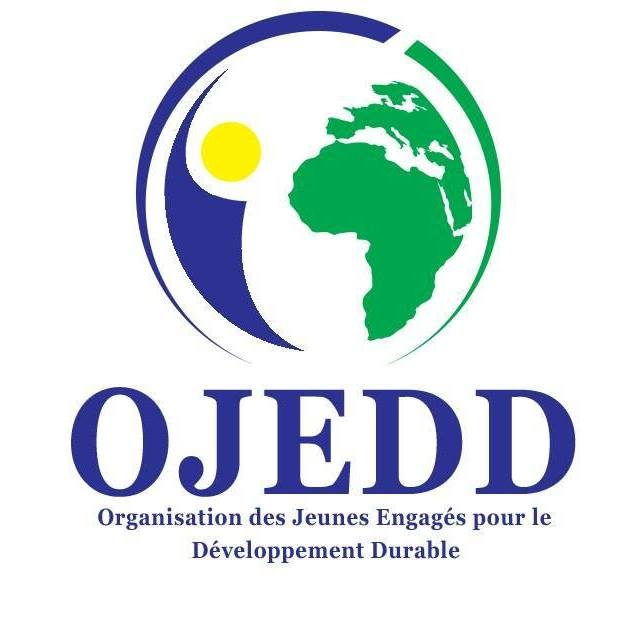 OJEDD
Organisation des Jeunes Engagés pour le
Développement Durable